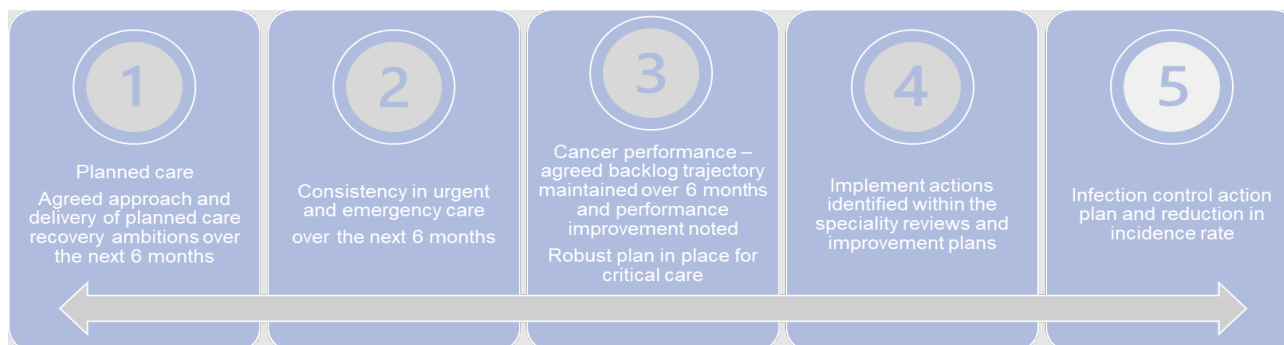 1
Planned care
Agreed approach and
delivery of planned care
recovery ambitions over
the next 6 months
2
Consistency in urgent
and emergency care
over the next 6 months
3
Cancer performance –
agreed backlog trajectory
maintained over 6 months
and performance
improvement noted
Robust plan in place for
critical care
4
Implement actions
identified within the
speciality reviews and
improvement plans
5
Infection control action
plan and reduction in
incidence rate